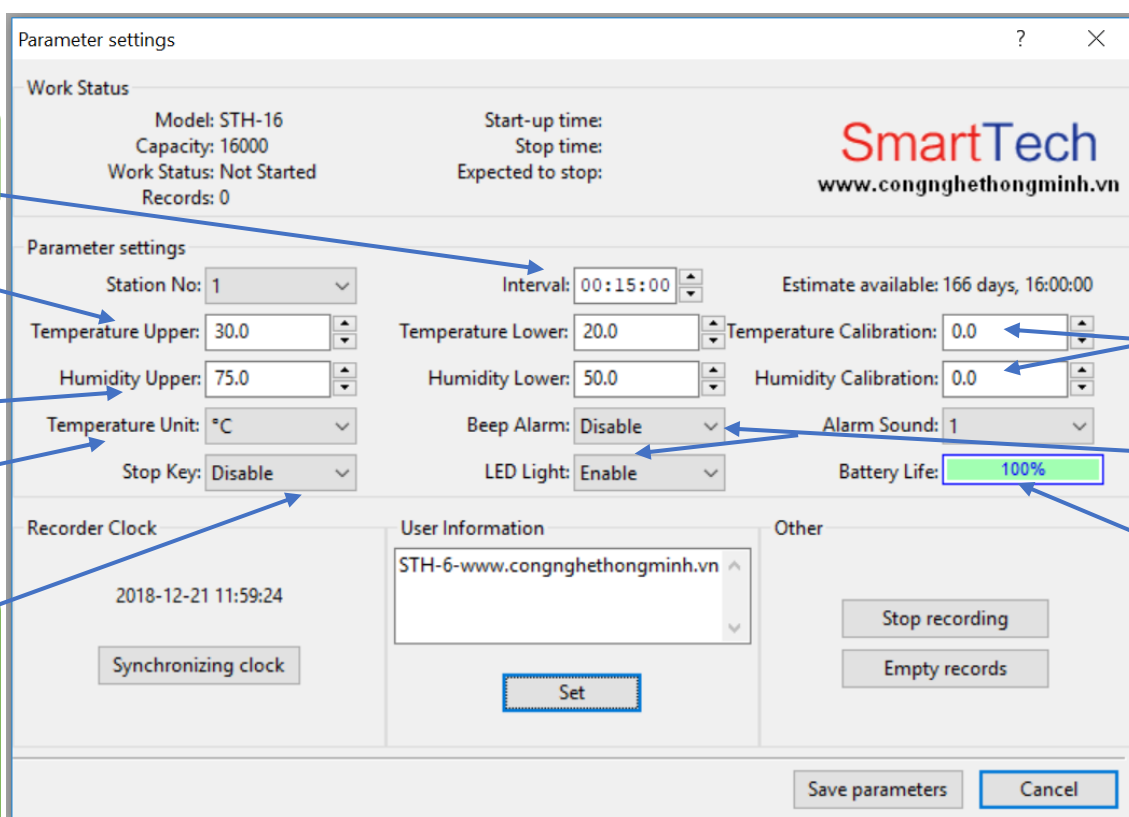 Parameter settings
Work Status
Model: STH-16
Capacity: 16000
Work Status: Not Started
Records: 0
Start-up time:
Stop time:
Expected to stop:
SmartTech
www.congnghethongminh.vn
Parameter settings
Station No: 1
Interval: 00:15:00
Estimate available: 166 days, 16:00:00
Temperature Upper: 30.0
Temperature Lower: 20.0
Temperature Calibration: 0.0
Humidity Upper: 75.0
Humidity Lower: 50.0
Humidity Calibration: 0.0
Temperature Unit: °C
Beep Alarm: Disable
Alarm Sound: 1
Stop Key: Disable
LED Light: Enable
Battery Life: 100%
Recorder Clock
2018-12-21 11:59:24
Synchronizing clock
User Information
STH-6-www.congnghethongminh.vn
Set
Other
Stop recording
Empty records
Save parameters
Cancel